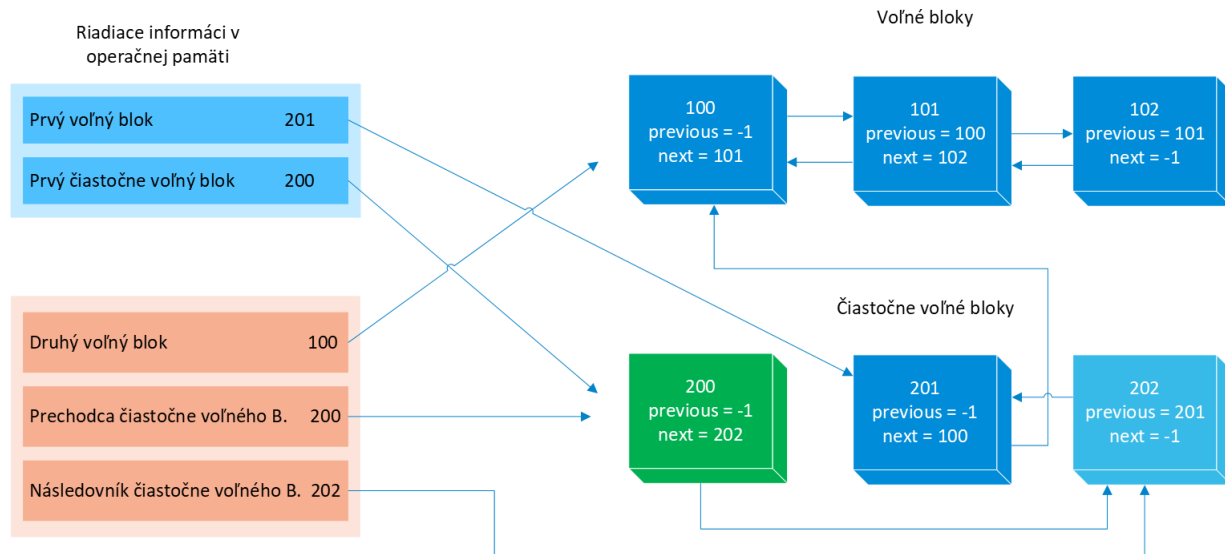 Riadiace informáci v
operačnej pamäti
Prvý voľný blok 201
Prvý čiastočne voľný blok 200
Druhý voľný blok 100
Prechodca čiastočne voľného B. 200
Následovník čiastočne voľného B. 202
Voľné bloky
100
previous = -1
next = 101
101
previous = 100
next = 102
102
previous = 101
next = -1
Čiastočne voľné bloky
200
previous = -1
next = 202
201
previous = -1
next = 100
202
previous = 201
next = -1